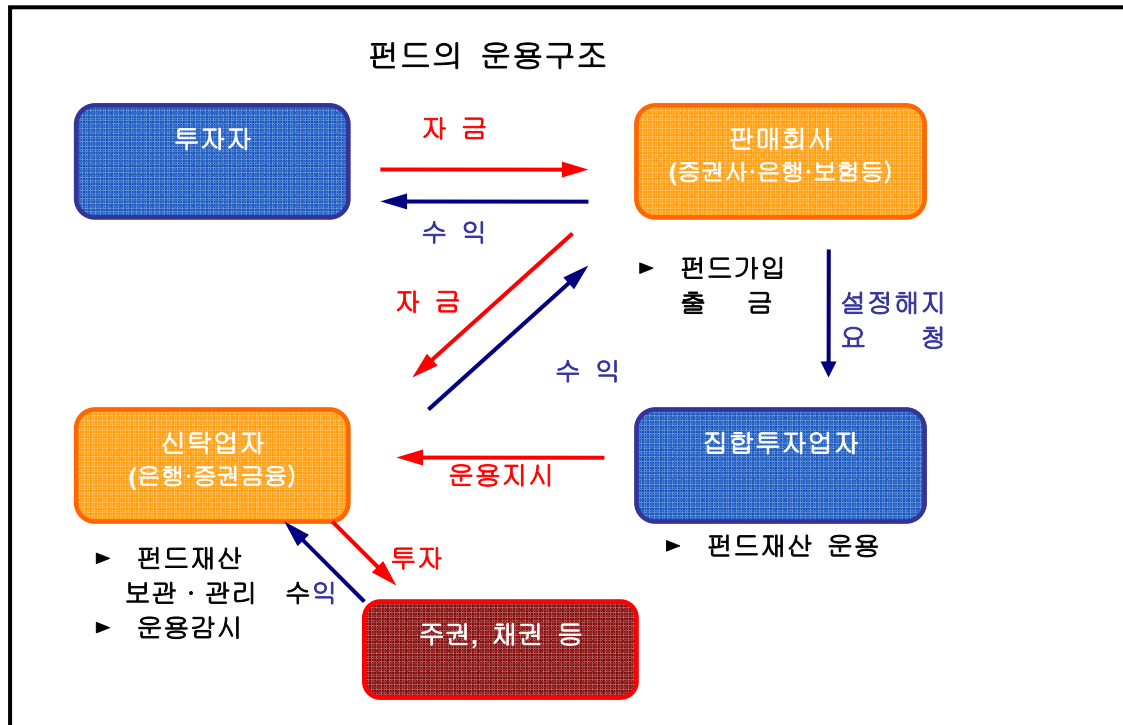 펀드의 운용구조
투자자
자 금
판매회사
(증권사·은행·보험등)
수 익
► 펀드가입
출 금
자 금
설정해지
요 청
수 익
신탁업자
(은행·증권금융)
집합투자업자
운용지시
► 펀드재산 운용
► 펀드재산
보관 · 관리
► 운용감시
투자
수익
주권, 채권 등